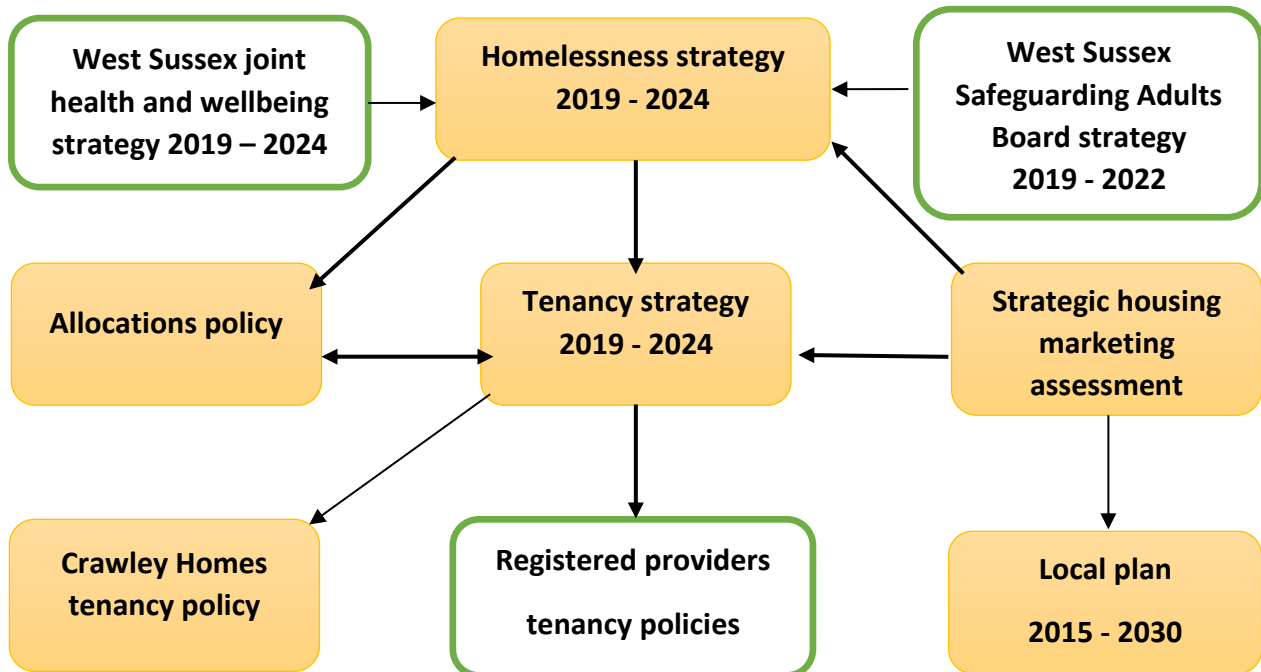 West Sussex joint
health and wellbeing
strategy 2019 – 2024
Homelessness strategy
2019 - 2024
West Sussex
Safeguarding Adults
Board strategy
2019 - 2022
Allocations policy
Tenancy strategy
2019 - 2024
Strategic housing
marketing
assessment
Crawley Homes
tenancy policy
Registered providers
tenancy policies
Local plan
2015 - 2030